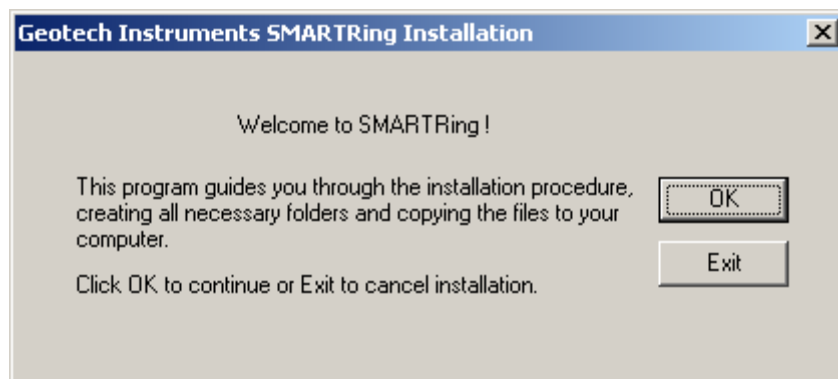 Geotech Instruments SMARTRing Installation
Welcome to SMARTRing !
This program guides you through the installation procedure,
creating all necessary folders and copying the files to your
computer.
OK
Exit
Click OK to continue or Exit to cancel installation.